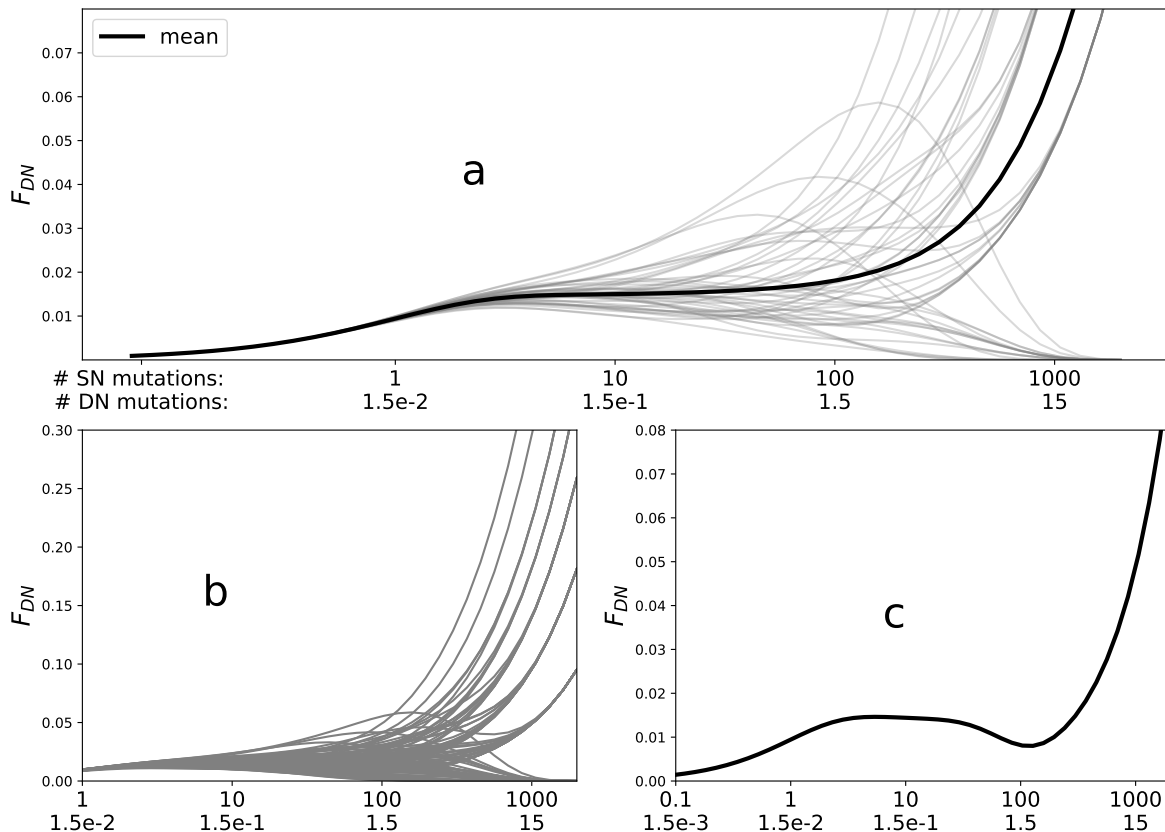 mean
0.07
0.06
0.05
0.04
0.03
0.02
0.01
F_DN
a
# SN mutations: 1 10 100 1000
# DN mutations: 1.5e-2 1.5e-1 1.5 15
0.30
0.25
0.20
0.15
0.10
0.05
0.00
F_DN
b
1 10 100 1000
1.5e-2 1.5e-1 1.5 15
0.08
0.07
0.06
0.05
0.04
0.03
0.02
0.01
0.00
F_DN
c
0.1 1 10 100 1000
1.5e-3 1.5e-2 1.5e-1 1.5 15